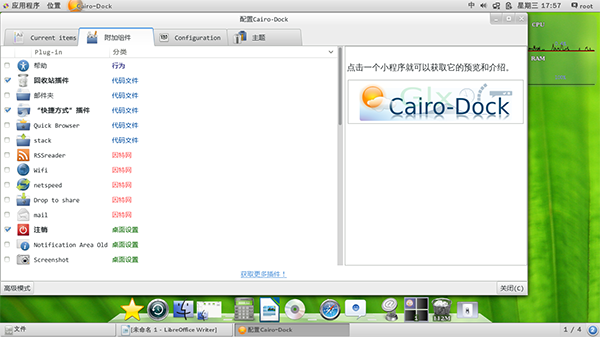 应用程序 位置 Cairo-Dock 中 星期三 17:57 root
配置Cairo-Dock
CPU
RAM
Current items 附加组件 Configuration 主题
Plug-in 分类
帮助 行为
回收站插件 代码文件
邮件夹 代码文件
“快捷方式”插件 代码文件
Quick Browser 代码文件
stack 代码文件
RSSreader 因特网
Wifi 因特网
netspeed 因特网
Drop to share 因特网
mail 因特网
注销 桌面设置
Notification Area Old 桌面设置
Screenshot 桌面设置
点击一个小程序就可以获取它的预览和介绍。
Cairo-Dock
获取更多插件！
高级模式 关闭(C)
1 112M
文件 [未命名 1 - LibreOffice Writer] 配置Cairo-Dock 1 / 4